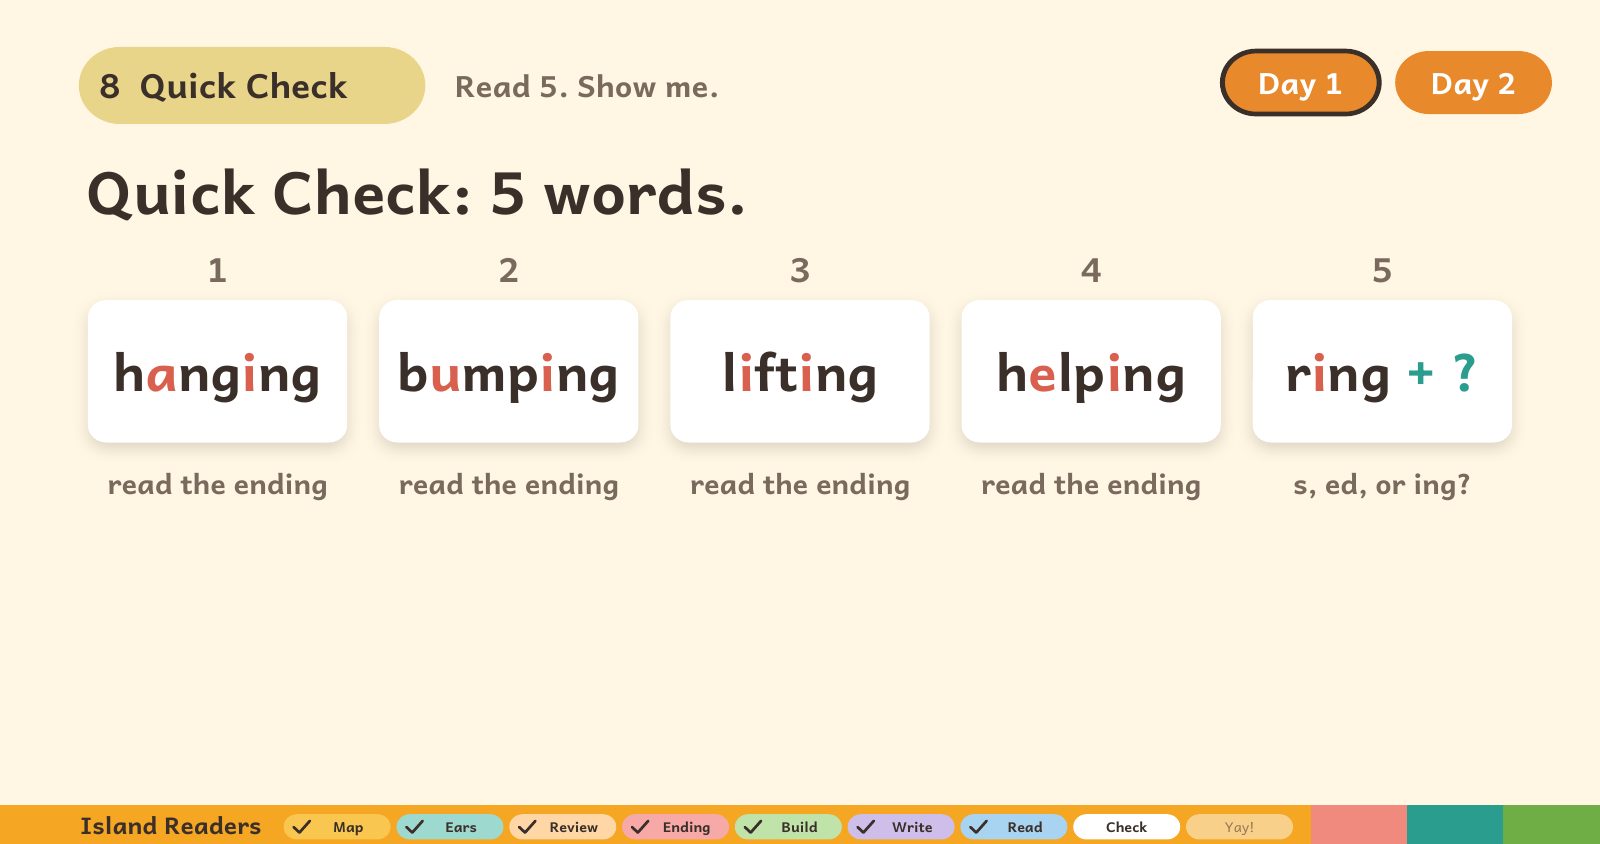 8 Quick Check
Read 5. Show me.
Day 1
Day 2
Quick Check: 5 words.
1
2
3
4
5
hanging
bumping
lifting
helping
ring + ?
read the ending
read the ending
read the ending
read the ending
s, ed, or ing?
Island Readers
Map
Ears
Review
Ending
Build
Write
Read
Check
Yay!